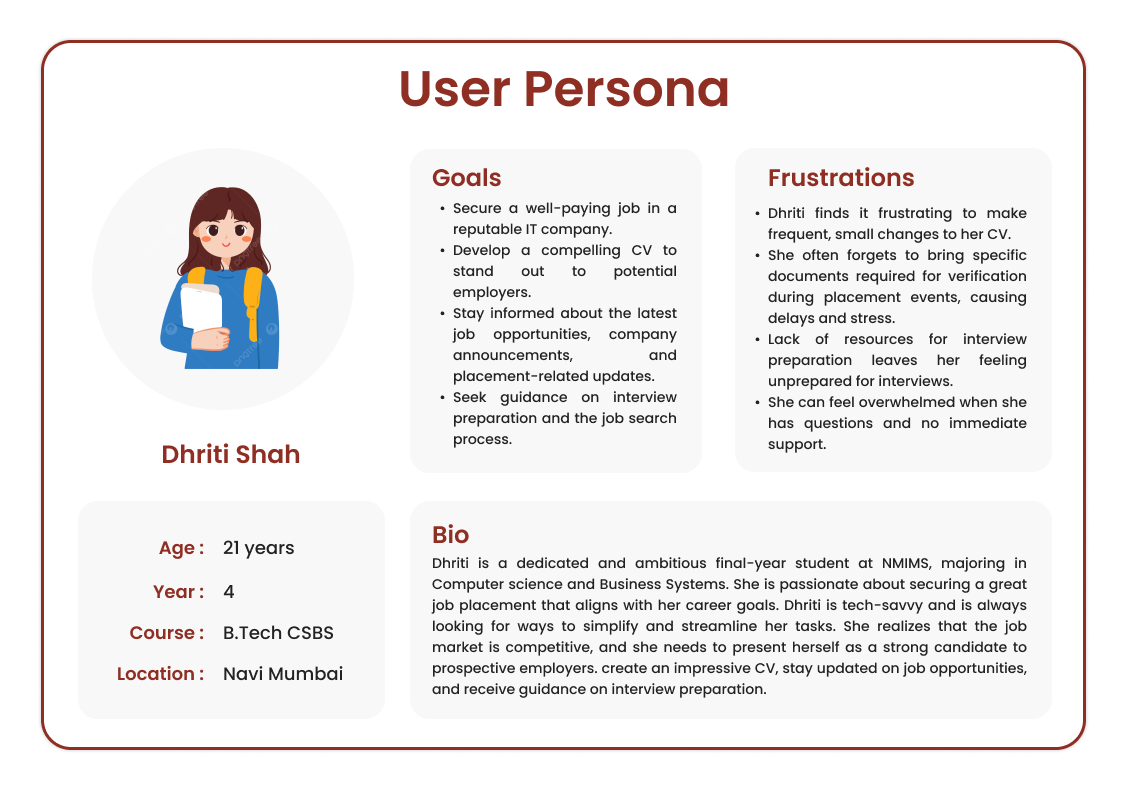 User Persona
Dhriti Shah
Age :  21 years
Year :  4
Course :  B.Tech CSBS
Location :  Navi Mumbai
Goals
• Secure a well-paying job in a
reputable IT company.
• Develop a compelling CV to
stand out to potential
employers.
• Stay informed about the latest
job opportunities, company
announcements, and
placement-related updates.
• Seek guidance on interview
preparation and the job search
process.
Frustrations
• Dhriti finds it frustrating to make
frequent, small changes to her CV.
• She often forgets to bring specific
documents required for verification
during placement events, causing
delays and stress.
• Lack of resources for interview
preparation leaves her feeling
unprepared for interviews.
• She can feel overwhelmed when she
has questions and no immediate
support.
Bio
Dhriti is a dedicated and ambitious final-year student at NMIMS, majoring in
Computer science and Business Systems. She is passionate about securing a great
job placement that aligns with her career goals. Dhriti is tech-savvy and is always
looking for ways to simplify and streamline her tasks. She realizes that the job
market is competitive, and she needs to present herself as a strong candidate to
prospective employers. create an impressive CV, stay updated on job opportunities,
and receive guidance on interview preparation.